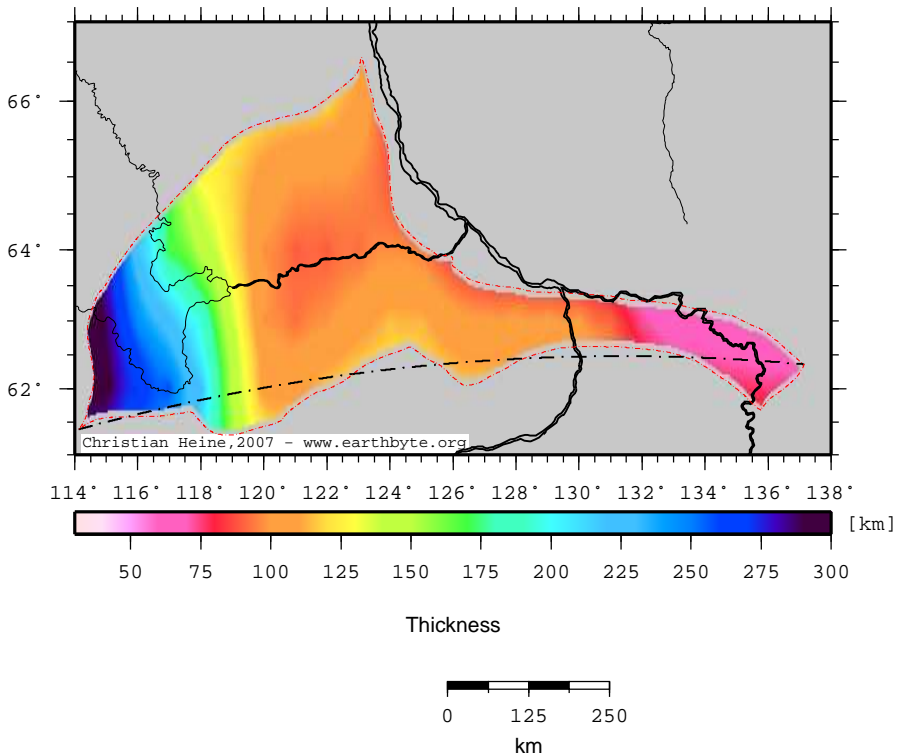 66°
64°
62°
Christian Heine,2007 - www.earthbyte.org
114° 116° 118° 120° 122° 124° 126° 128° 130° 132° 134° 136° 138°
[km]
50 75 100 125 150 175 200 225 250 275 300
Thickness
0 125 250
km